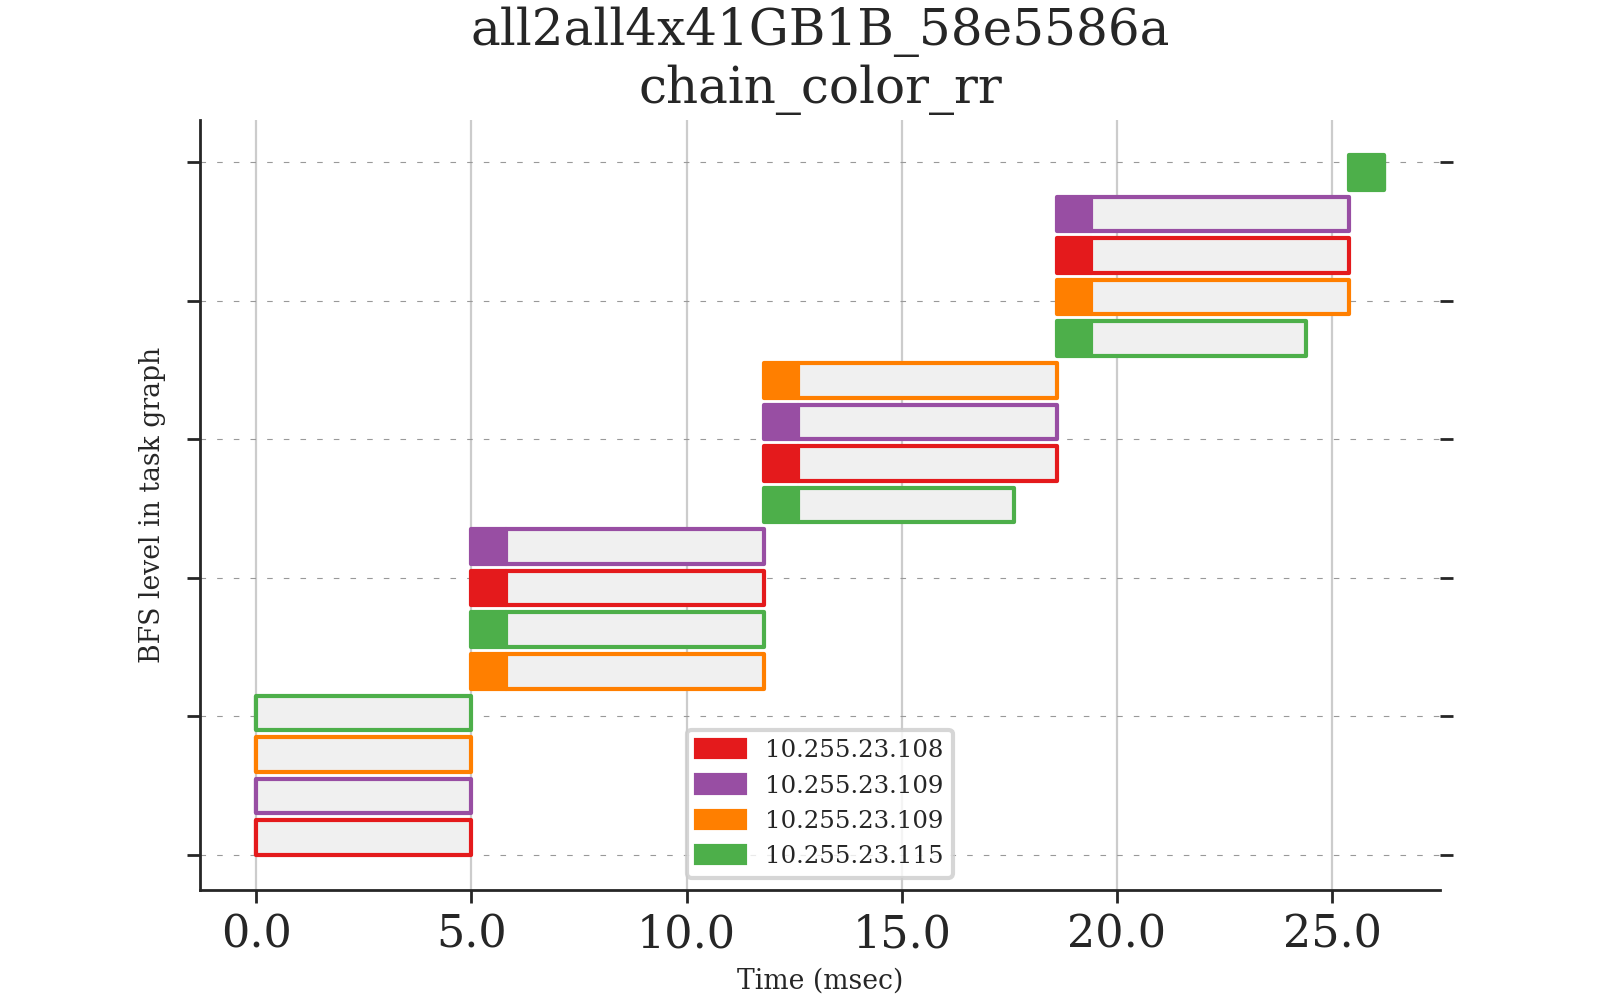 all2all4x41GB1B_58e5586a
chain_color_rr
BFS level in task graph
10.255.23.108
10.255.23.109
10.255.23.109
10.255.23.115
0.0 5.0 10.0 15.0 20.0 25.0
Time (msec)